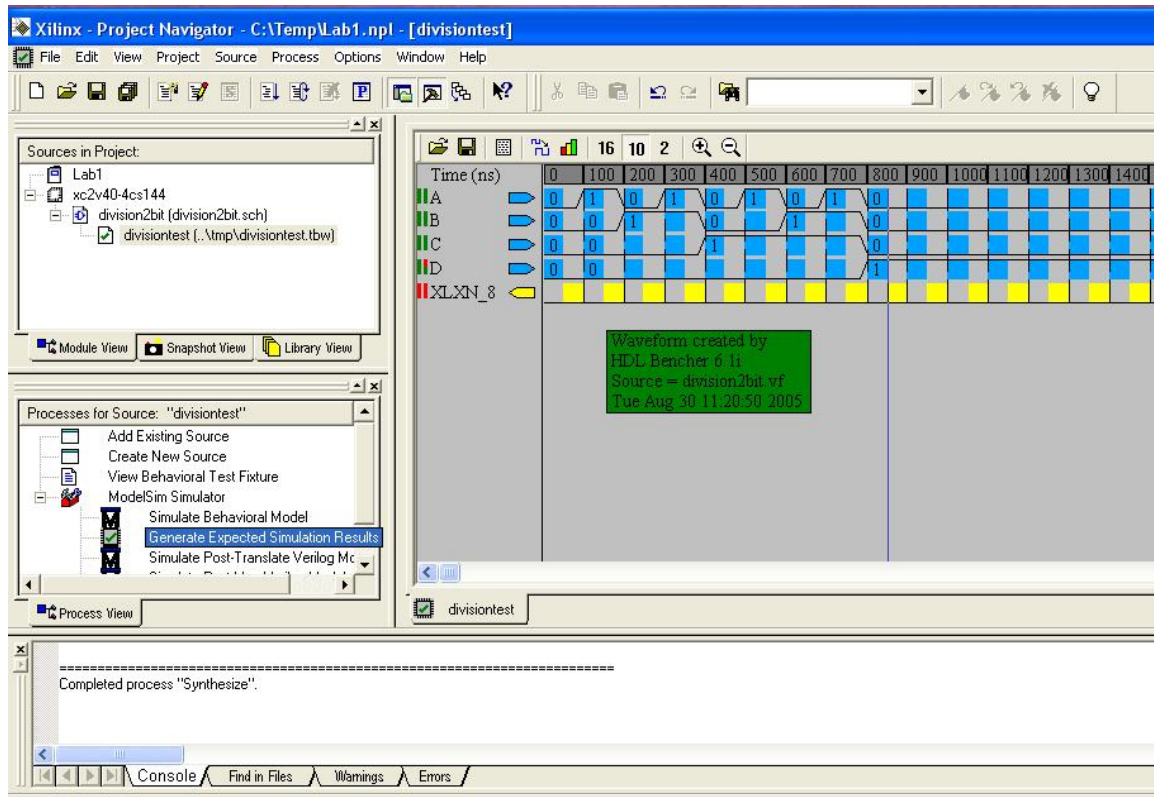 Xilinx - Project Navigator - C:\Temp\Lab1.npl - [divisiontest]
File Edit View Project Source Process Options Window Help
P
16 10 2
Sources in Project:
Lab1
xc2v40-4cs144
division2bit (division2bit.sch)
divisiontest (..\tmp\divisiontest.tbw)
Module View Snapshot View Library View
Processes for Source: "divisiontest"
Add Existing Source
Create New Source
View Behavioral Test Fixture
ModelSim Simulator
Simulate Behavioral Model
Generate Expected Simulation Results
Simulate Post-Translate Verilog Mc
Process View
Time (ns) 0 100 200 300 400 500 600 700 800 900 1000 1100 1200 1300 1400
A 0 1 0 1 0 1 0 1 0
B 0 0 1 0 1 0
C 0 0 1 0
D 0 0 1
XLXN_8
Waveform created by
HDL Bencher 6.1i
Source = division2bit.vf
Tue Aug 30 11:20:50 2005
divisiontest
==========================================================================
Completed process "Synthesize".
Console Find in Files Warnings Errors